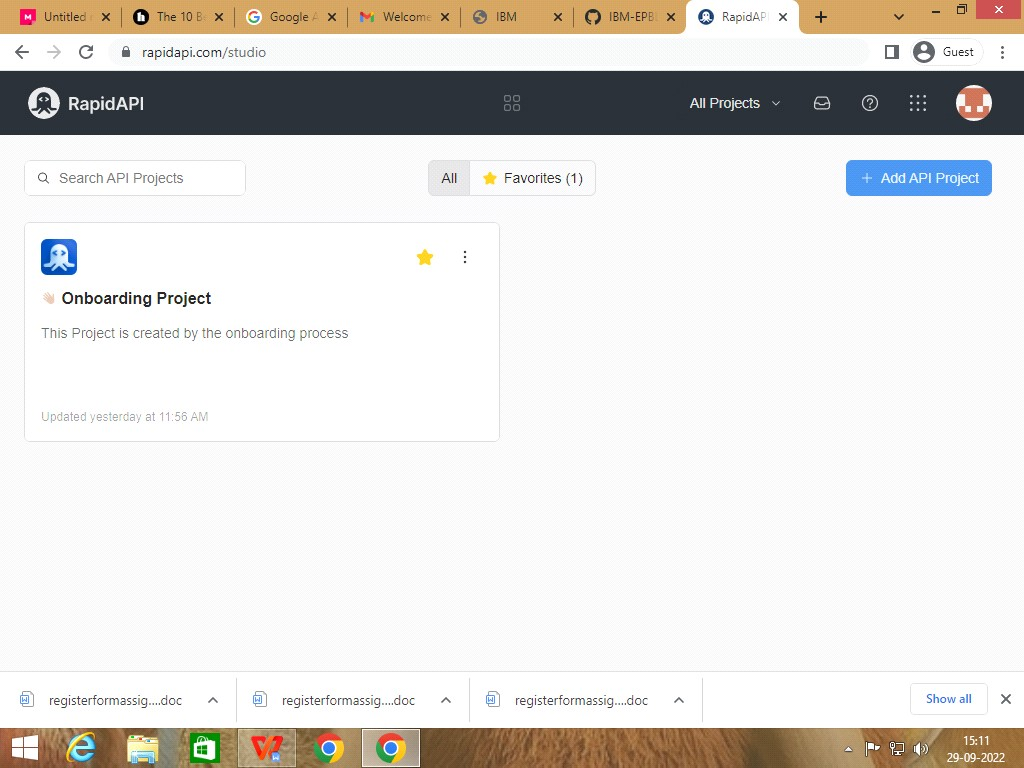 Untitled
The 10 B
Google A
Welcome
IBM
IBM-EPBL
RapidAPI
rapidapi.com/studio
Guest
RapidAPI
All Projects
Search API Projects
All
Favorites (1)
Add API Project
Onboarding Project
This Project is created by the onboarding process
Updated yesterday at 11:56 AM
registerformassig....doc
registerformassig....doc
registerformassig....doc
Show all
15:11
29-09-2022